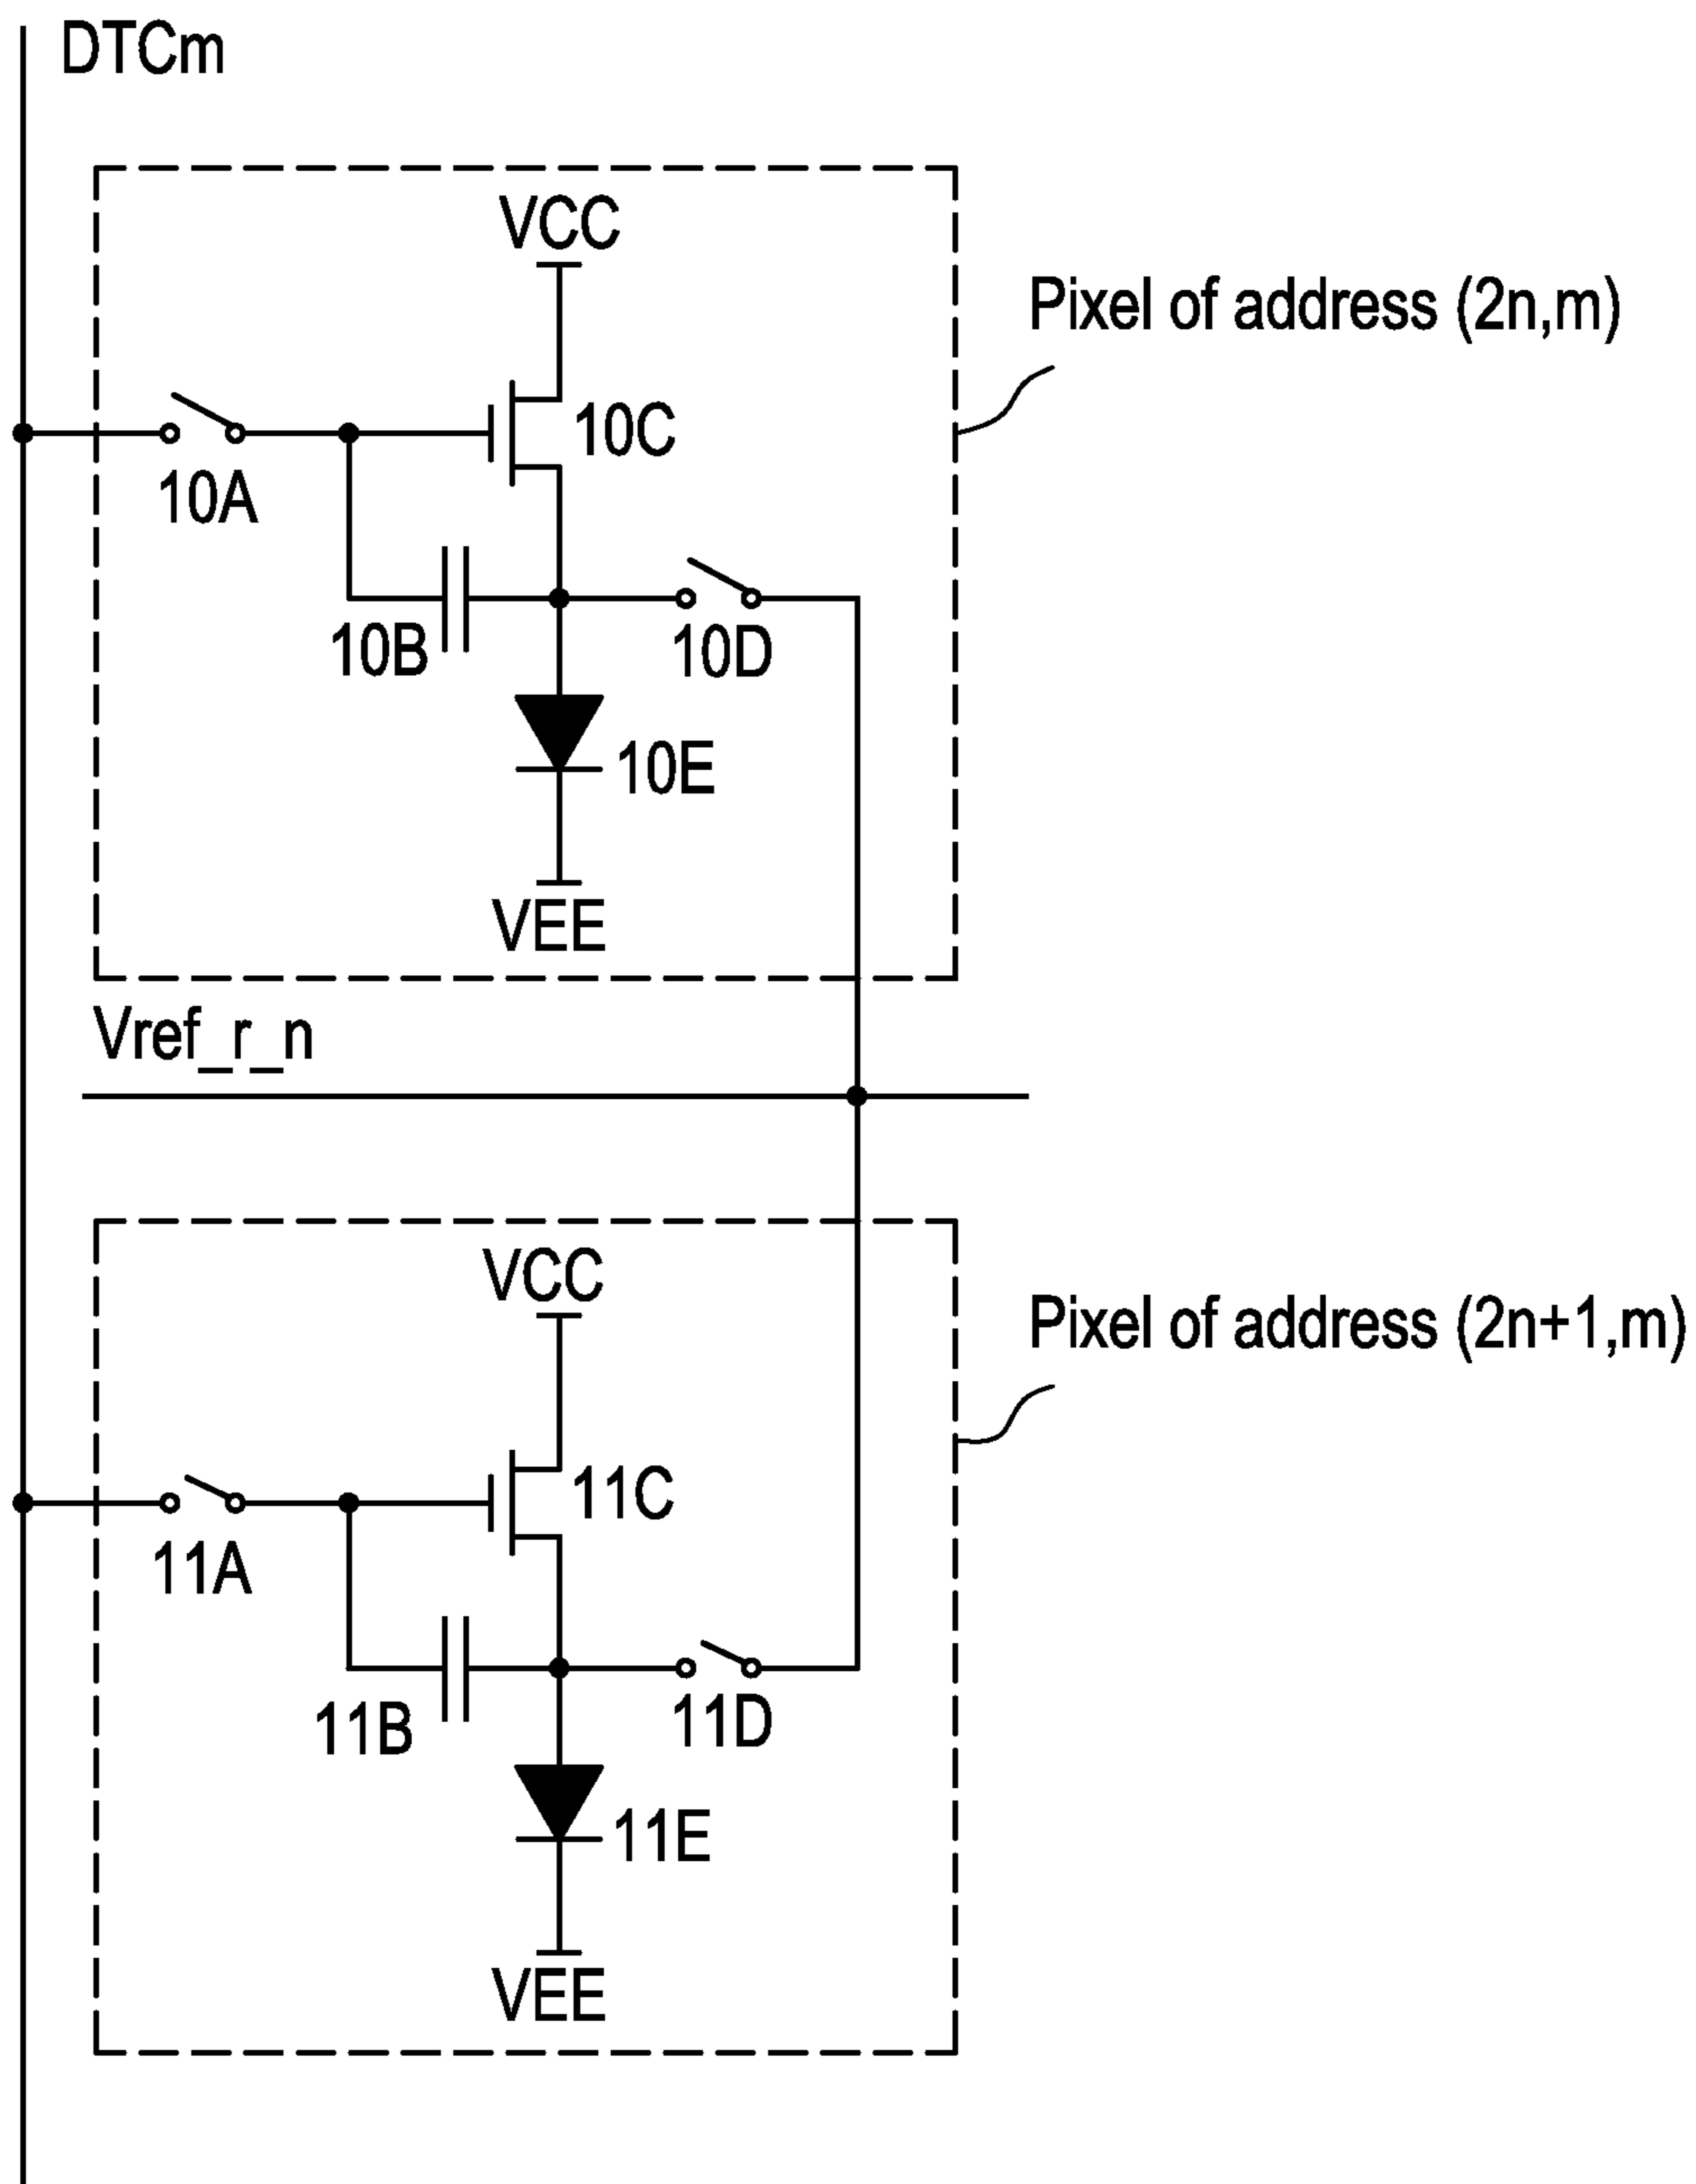 DTCm
VCC
Pixel of address (2n,m)
10C
10A
10B
10D
10E
VEE
Vref_r_n
VCC
Pixel of address (2n+1,m)
11C
11A
11B
11D
11E
VEE